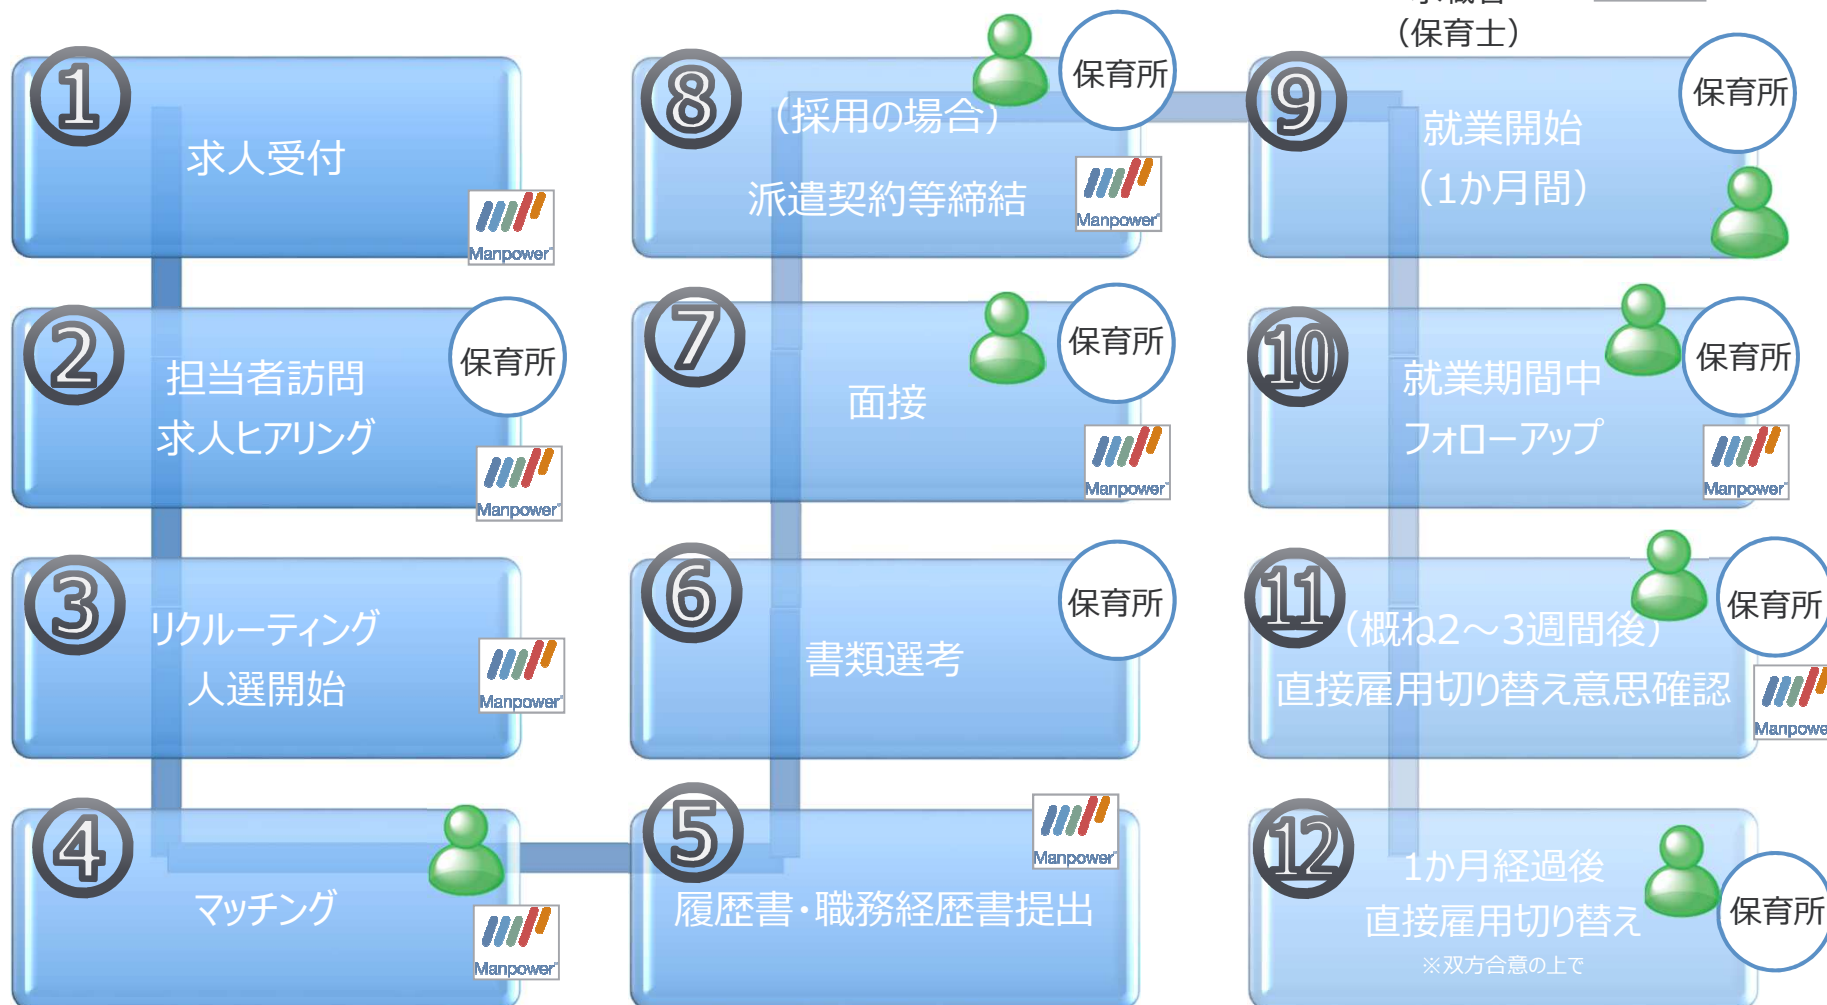 (保育士)
①
求人受付
Manpower
②
担当者訪問
求人ヒアリング
保育所
Manpower
③
リクルーティング
人選開始
Manpower
④
マッチング
Manpower
⑤
履歴書・職務経歴書提出
Manpower
⑥
書類選考
保育所
⑦
面接
保育所
Manpower
⑧
(採用の場合)
派遣契約等締結
保育所
Manpower
⑨
就業開始
(1か月間)
保育所
⑩
就業期間中
フォローアップ
保育所
Manpower
⑪
(概ね2~3週間後)
直接雇用切り替え意思確認
保育所
Manpowe
⑫
1か月経過後
直接雇用切り替え
※双方合意の上で
保育所